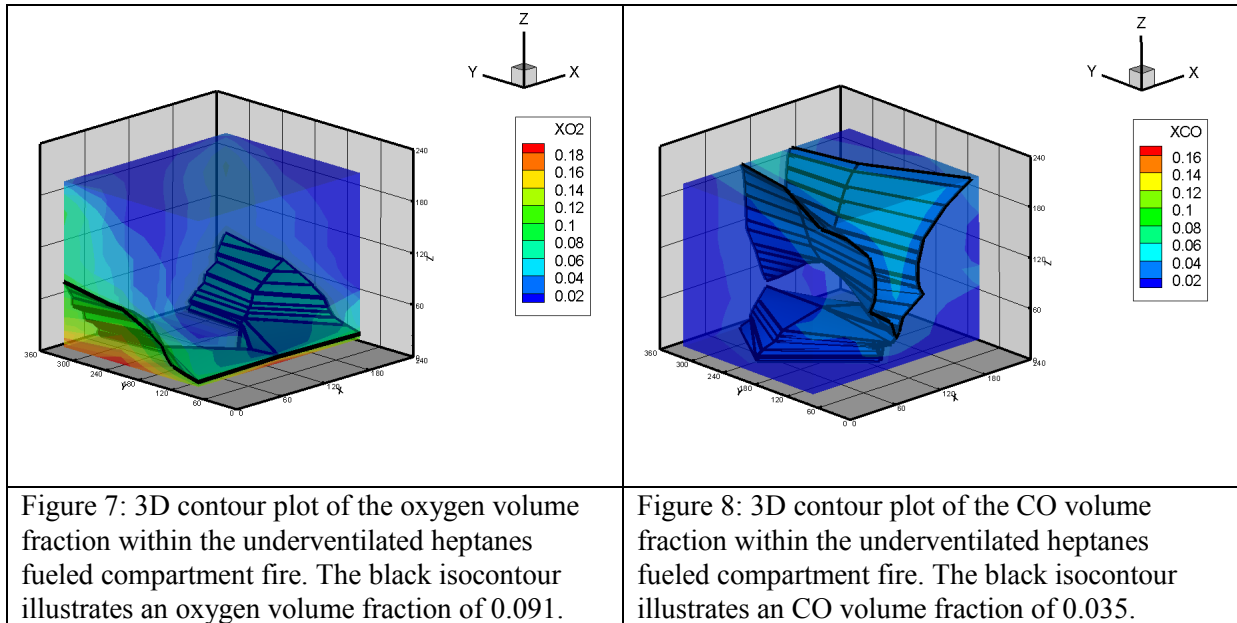 Z
Y
X
XO2
0.18
0.16
0.14
0.12
0.1
0.08
0.06
0.04
0.02
240
180
120
Z
60
0
240
180
120
X
60
0
0
60
120
180
Y
240
300
360
Z
Y
X
XCO
0.16
0.14
0.12
0.1
0.08
0.06
0.04
0.02
240
180
120
Z
60
0
240
180
120
X
60
0
0
60
120
180
Y
240
300
360
Figure 7: 3D contour plot of the oxygen volume
fraction within the underventilated heptanes
fueled compartment fire. The black isocontour
illustrates an oxygen volume fraction of 0.091.
Figure 8: 3D contour plot of the CO volume
fraction within the underventilated heptanes
fueled compartment fire. The black isocontour
illustrates an CO volume fraction of 0.035.